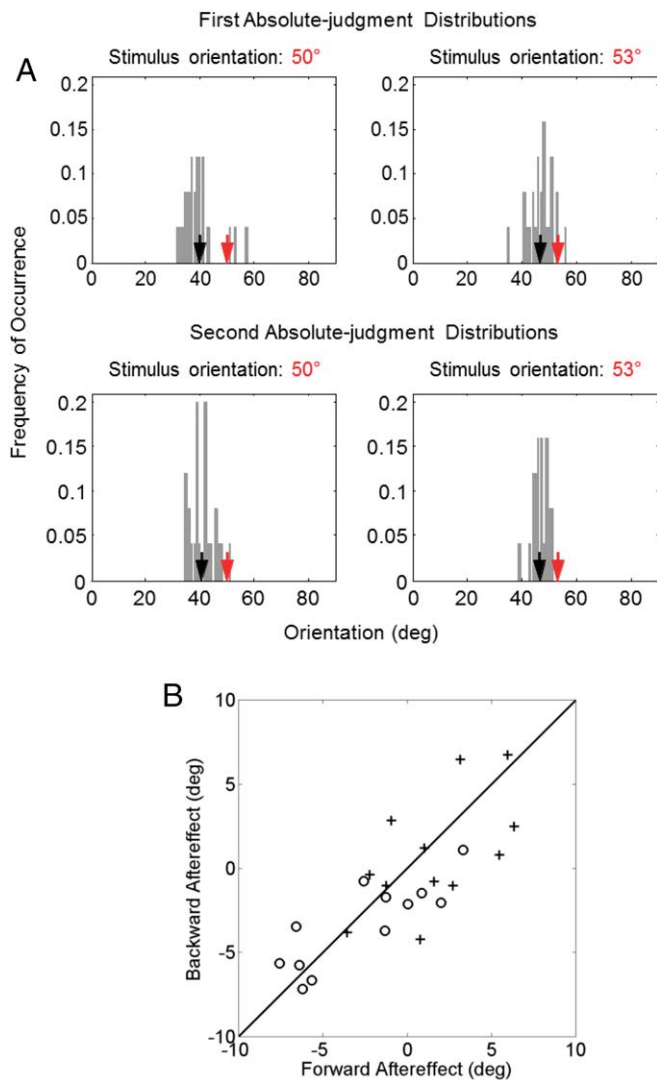 First Absolute-judgment Distributions
A
Stimulus orientation: 50°
Stimulus orientation: 53°
0.2
0.15
0.1
0.05
0
0 20 40 60 80
0.2
0.15
0.1
0.05
0
0 20 40 60 80
Frequency of Occurrence
Second Absolute-judgment Distributions
Stimulus orientation: 50°
Stimulus orientation: 53°
0.2
0.15
0.1
0.05
0
0 20 40 60 80
0.2
0.15
0.1
0.05
0
0 20 40 60 80
Orientation (deg)
B
10
5
0
-5
-10
Backward Aftereffect (deg)
-10 -5 0 5 10
Forward Aftereffect (deg)